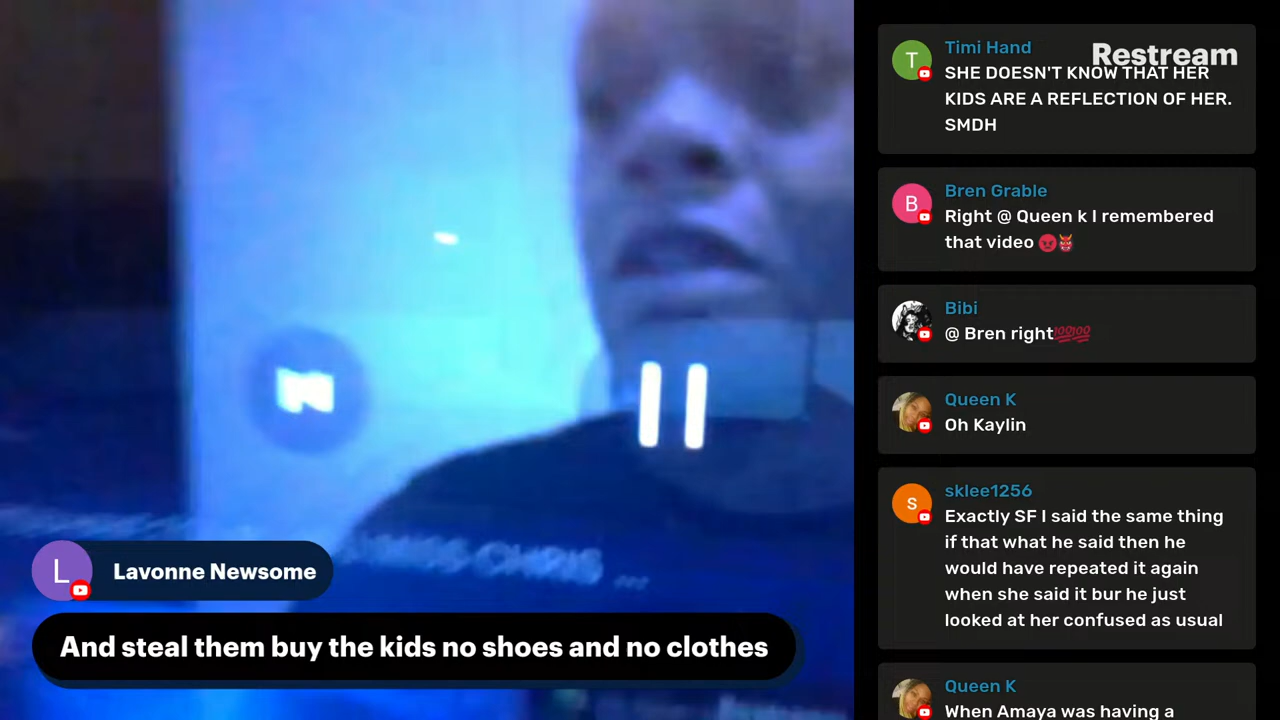 Restream
T
Timi Hand
SHE DOESN'T KNOW THAT HER
KIDS ARE A REFLECTION OF HER.
SMDH
B
Bren Grable
Right @ Queen k I remembered
that video 😡👹
Bibi
@ Bren right💯💯
Queen K
Oh Kaylin
S
sklee1256
Exactly SF I said the same thing
if that what he said then he
would have repeated it again
when she said it bur he just
looked at her confused as usual
Queen K
When Amaya was having a
CHRIS ...
L
Lavonne Newsome
And steal them buy the kids no shoes and no clothes